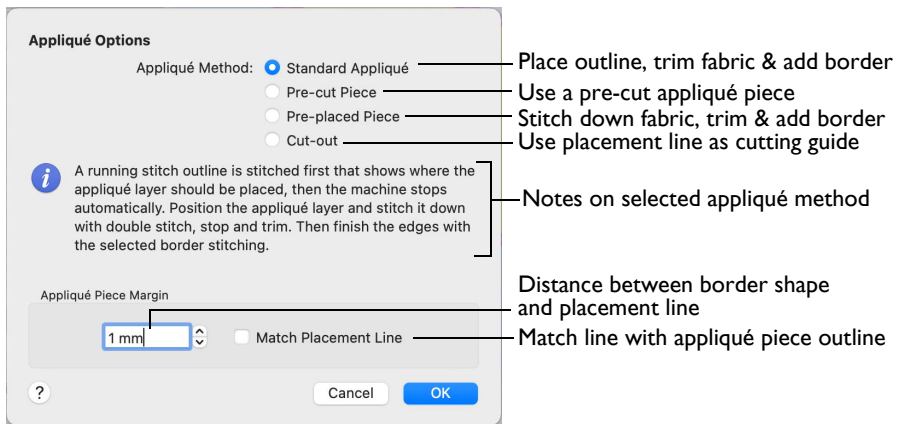 Appliqué Options
Appliqué Method: Standard Appliqué
Place outline, trim fabric & add border
Pre-cut Piece
Use a pre-cut appliqué piece
Pre-placed Piece
Stitch down fabric, trim & add border
Cut-out
Use placement line as cutting guide
i
A running stitch outline is stitched first that shows where the
appliqué layer should be placed, then the machine stops
automatically. Position the appliqué layer and stitch it down
with double stitch, stop and trim. Then finish the edges with
the selected border stitching.
Notes on selected appliqué method
Appliqué Piece Margin
Distance between border shape
and placement line
1 mm
Match Placement Line
Match line with appliqué piece outline
?
Cancel
OK